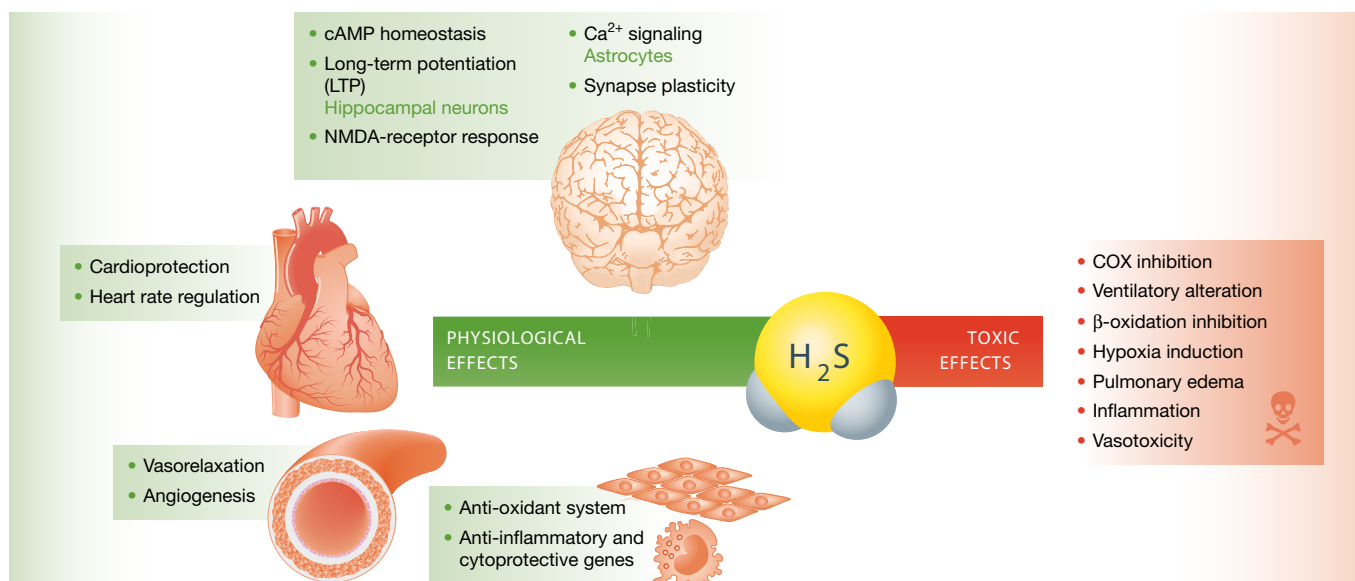 • cAMP homeostasis
• Long-term potentiation
(LTP)
Hippocampal neurons
• NMDA-receptor response
• Ca²⁺ signaling
Astrocytes
• Synapse plasticity
• Cardioprotection
• Heart rate regulation
PHYSIOLOGICAL
EFFECTS
H₂S
TOXIC
EFFECTS
• COX inhibition
• Ventilatory alteration
• β-oxidation inhibition
• Hypoxia induction
• Pulmonary edema
• Inflammation
• Vasotoxicity
• Vasorelaxation
• Angiogenesis
• Anti-oxidant system
• Anti-inflammatory and
cytoprotective genes